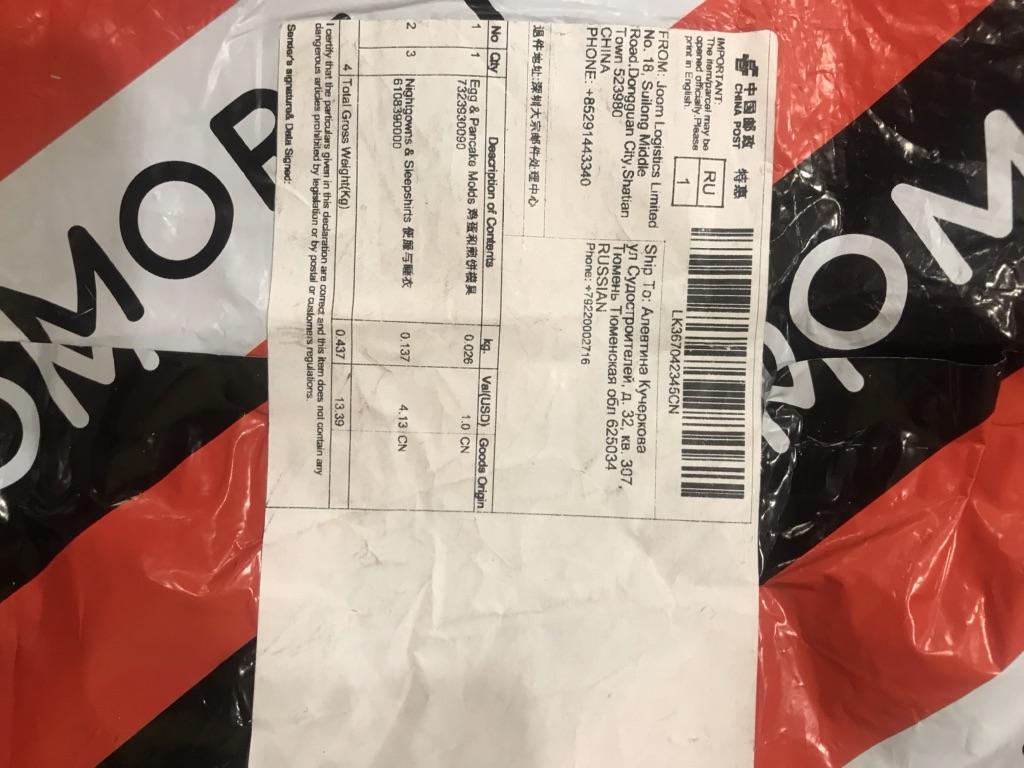 中国邮政
CHINA POST
特惠
IMPORTANT:
The item/parcel may be
opened officially.Please
print in English.
RU
1
LK367042345CN
FROM: Joom Logistics Limited
No. 18, Suilong Middle
Road,Dongguan City,Shatian
Town 523980
CHINA
PHONE: +85291443340
Ship To: Алевтина Кучеркова
ул Судостроителей, д. 32, кв. 307,
Тюмень Тюменская обл 625034
RUSSIAN
Phone: +79220002716
退件地址:深圳大宗邮件处理中心
No Qty Description of Contents kg. Val(USD) Goods Origin
1 1 Egg & Pancake Molds 鸡蛋和煎饼模具 0.026 1.0 CN
7323939090
2 3 Nightgowns & Sleepshirts 便服与睡衣 0.137 4.13 CN
6108390000
4 Total Gross Weight(Kg) 0.437 13.39
I certify that the particulars given in this declaration are correct and this item does not contain any
dangerous articles prohibited by legislation or by postal or customers regulations.
Sender's signature& Data Signed: